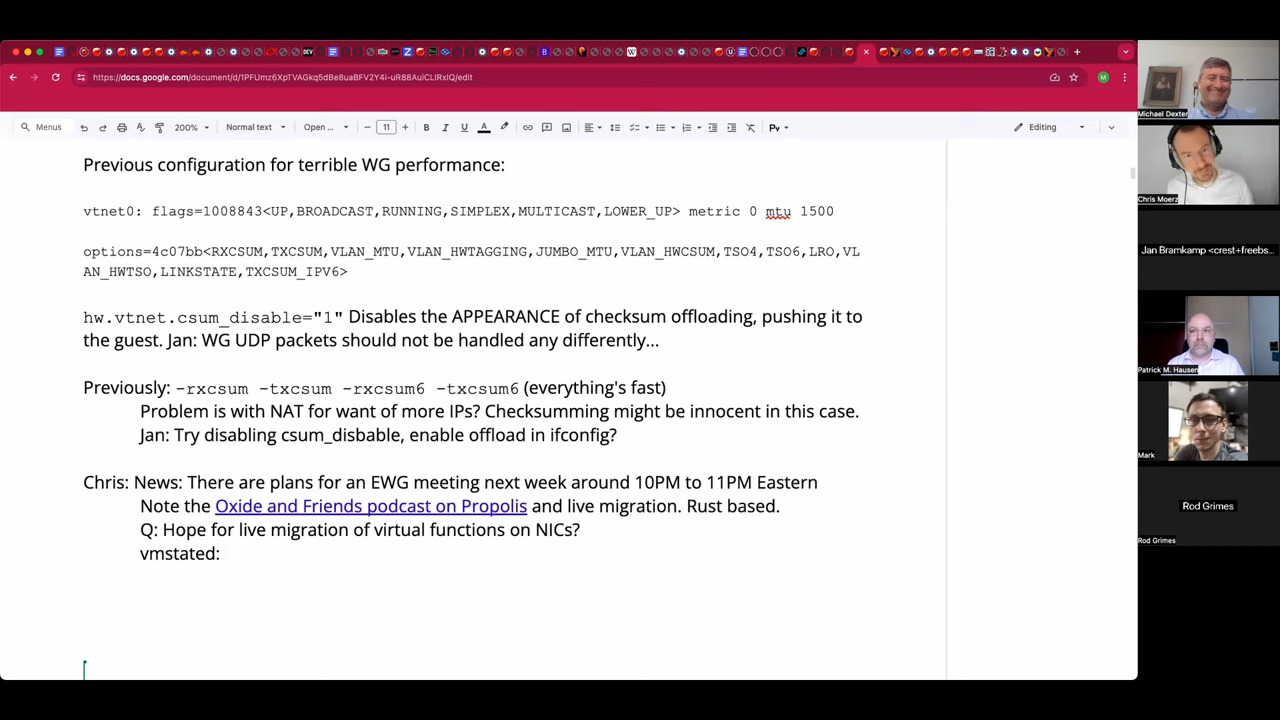 https://docs.google.com/document/d/1PFUmz6XpTVAGkq5dBe8uaBFV2Y4i-uR88AuiCLIRxIQ/edit
Menus
200%
Normal text
Open ...
11
Editing
Previous configuration for terrible WG performance:
vtnet0: flags=1008843<UP,BROADCAST,RUNNING,SIMPLEX,MULTICAST,LOWER_UP> metric 0 mtu 1500
options=4c07bb<RXCSUM,TXCSUM,VLAN_MTU,VLAN_HWTAGGING,JUMBO_MTU,VLAN_HWCSUM,TSO4,TSO6,LRO,VL
AN_HWTSO,LINKSTATE,TXCSUM_IPV6>
hw.vtnet.csum_disable="1" Disables the APPEARANCE of checksum offloading, pushing it to
the guest. Jan: WG UDP packets should not be handled any differently...
Previously: -rxcsum -txcsum -rxcsum6 -txcsum6 (everything's fast)
Problem is with NAT for want of more IPs? Checksumming might be innocent in this case.
Jan: Try disabling csum_disbable, enable offload in ifconfig?
Chris: News: There are plans for an EWG meeting next week around 10PM to 11PM Eastern
Note the Oxide and Friends podcast on Propolis and live migration. Rust based.
Q: Hope for live migration of virtual functions on NICs?
vmstated:
Michael Dexter
Chris Moerz
Jan Bramkamp <crest+freebs...
Patrick M. Hausen
Mark
Rod Grimes
Rod Grimes